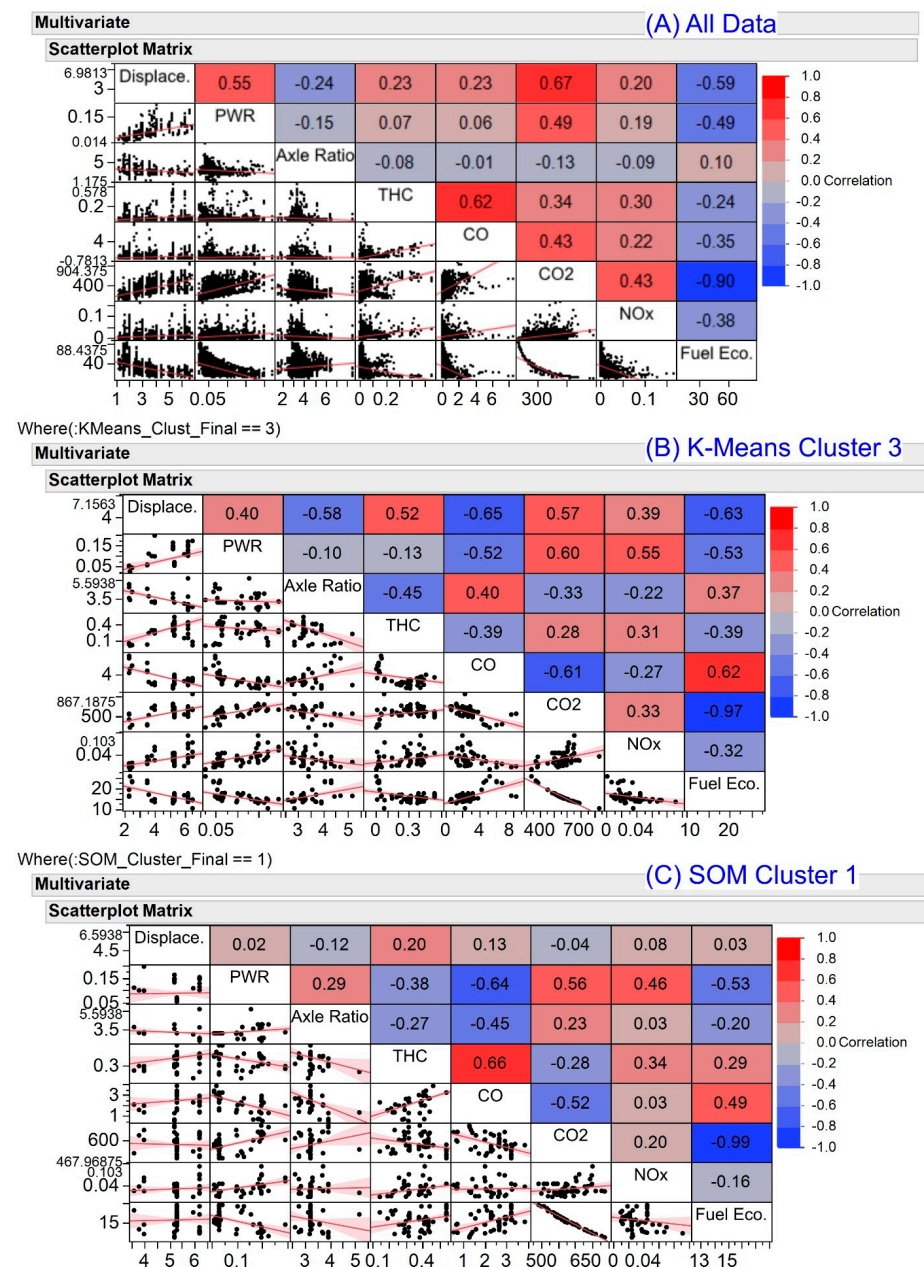 Multivariate (A) All Data
Scatterplot Matrix
6.9813 3 Displace. 0.55 -0.24 0.23 0.23 0.67 0.20 -0.59 1.0
0.8
0.15 0.014 PWR -0.15 0.07 0.06 0.49 0.19 -0.49 0.6
0.4
5 Axle Ratio -0.08 -0.01 -0.13 -0.09 0.10 0.2
1.175 0.578 0.2 THC 0.62 0.34 0.30 -0.24 0.0 Correlation
-0.2
4 -0.7813 CO 0.43 0.22 -0.35 -0.4
-0.6
904.375 400 CO2 0.43 -0.90 -0.8
-1.0
0.1 0 NOx -0.38
88.4375 40 Fuel Eco.
1 3 4 5 6 0.05 2 4 6 0 0.2 0 2 4 6 300 0 0.1 30 60
Where(:KMeans_Clust_Final == 3)
Multivariate (B) K-Means Cluster 3
Scatterplot Matrix
7.1563 4 Displace. 0.40 -0.58 0.52 -0.65 0.57 0.39 -0.63 1.0
0.8
0.15 0.05 PWR -0.10 -0.13 -0.52 0.60 0.55 -0.53 0.6
0.4
5.5938 3.5 Axle Ratio -0.45 0.40 -0.33 -0.22 0.37 0.2
0.4 0.1 THC -0.39 0.28 0.31 -0.39 0.0 Correlation
-0.2
4 CO -0.61 -0.27 0.62 -0.4
-0.6
867.1875 500 CO2 0.33 -0.97 -0.8
-1.0
0.103 0.04 NOx -0.32
20 10 Fuel Eco.
2 3 4 5 6 0.05 3 4 5 0 0.3 0 4 8 400 700 0 0.04 10 20
Where(:SOM_Cluster_Final == 1)
Multivariate (C) SOM Cluster 1
Scatterplot Matrix
6.5938 4.5 Displace. 0.02 -0.12 0.20 0.13 -0.04 0.08 0.03 1.0
0.8
0.15 0.05 PWR 0.29 -0.38 -0.64 0.56 0.46 -0.53 0.6
0.4
5.5938 3.5 Axle Ratio -0.27 -0.45 0.23 0.03 -0.20 0.2
0.3 THC 0.66 -0.28 0.34 0.29 0.0 Correlation
-0.2
3 1 CO -0.52 0.03 0.49 -0.4
-0.6
600 CO2 0.20 -0.99 -0.8
-1.0
467.96875 0.103 0.04 NOx -0.16
15 Fuel Eco.
4 5 6 0.1 3 4 5 0.1 0.4 1 2 3 500 650 0 0.04 13 15